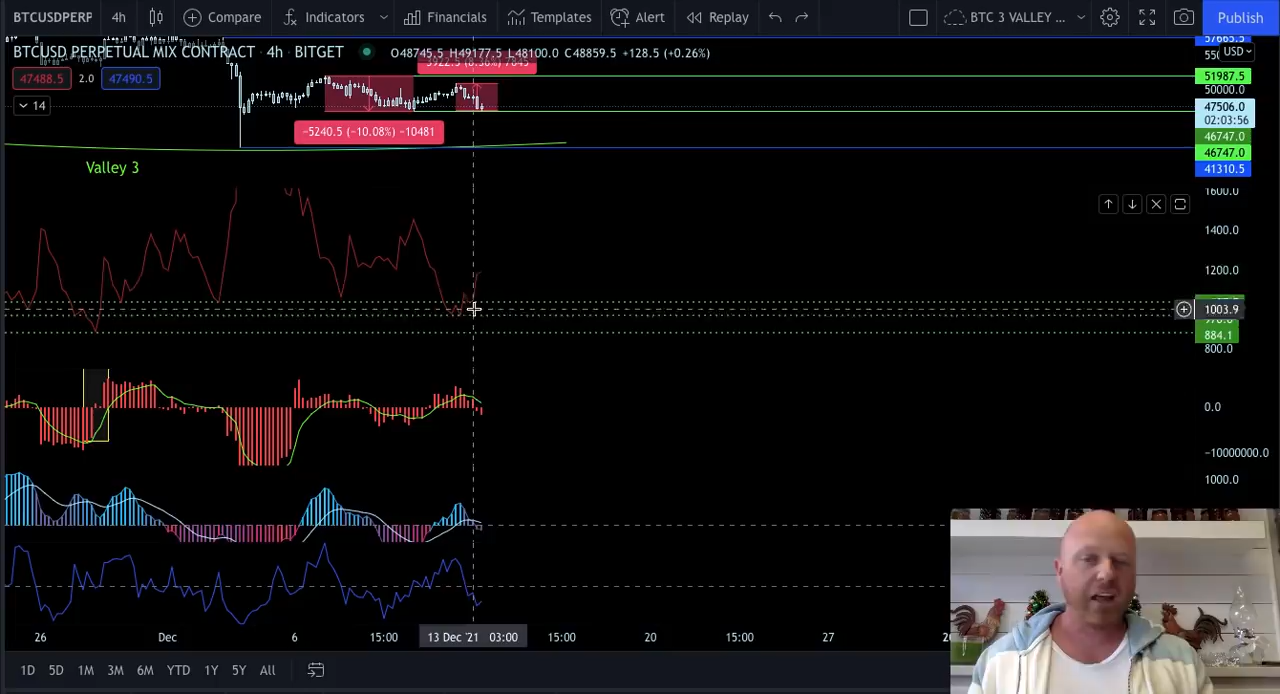 BTCUSDPERP 4h Compare Indicators Financials Templates Alert Replay BTC 3 VALLEY ... Publish
57665.5
BTCUSD PERPETUAL MIX CONTRACT · 4h · BITGET O48745.5 H49177.5 L48100.0 C48859.5 +128.5 (+0.26%)
USD
47488.5 2.0 47490.5
51987.5
50000.0
14
47506.0
02:03:56
−5240.5 (−10.08%) −10481
46747.0
46747.0
Valley 3
41310.5
1600.0
1400.0
1200.0
1003.9
884.1
800.0
0.0
−10000000.0
1000.0
26 Dec 6 15:00 13 Dec '21 03:00 15:00 20 15:00 27
1D 5D 1M 3M 6M YTD 1Y 5Y All